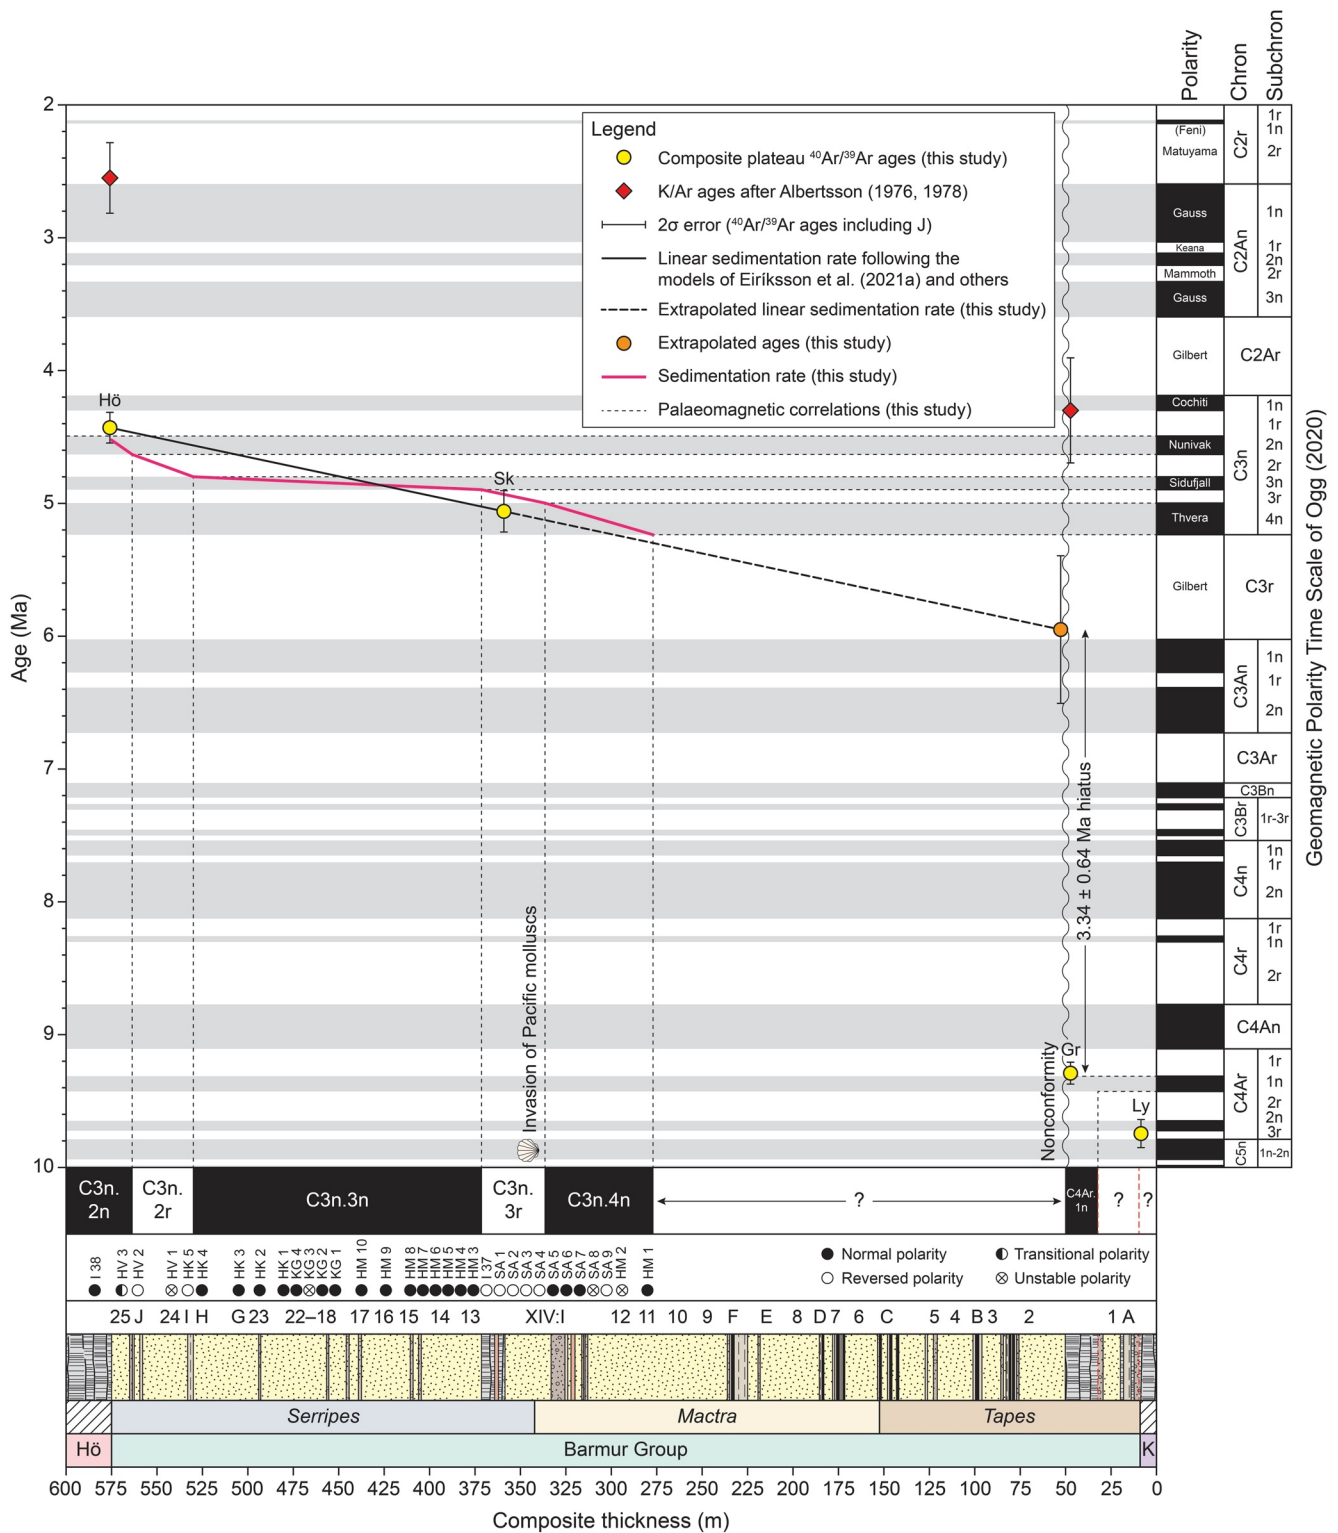 Polarity
Chron
Subchron
2
3
4
5
6
7
8
9
10
Age (Ma)
Legend
Composite plateau ⁴⁰Ar/³⁹Ar ages (this study)
K/Ar ages after Albertsson (1976, 1978)
2σ error (⁴⁰Ar/³⁹Ar ages including J)
Linear sedimentation rate following the
models of Eiríksson et al. (2021a) and others
Extrapolated linear sedimentation rate (this study)
Extrapolated ages (this study)
Sedimentation rate (this study)
Palaeomagnetic correlations (this study)
Hö
Sk
Gr
Ly
Invasion of Pacific molluscs
Nonconformity
3.34 ± 0.64 Ma hiatus
(Feni)
Matuyama
Gauss
Keana
Mammoth
Gauss
Gilbert
Cochiti
Nunivak
Sidufjall
Thvera
Gilbert
C2r
C2An
C2Ar
C3n
C3r
C3An
C3Ar
C3Bn
C3Br
C4n
C4r
C4An
C4Ar
C5n
1r
1n
2r
1n
1r
2n
2r
3n
1n
1r
2n
2r
3n
3r
4n
1n
1r
2n
1r-3r
1n
1r
2n
1r
1n
2r
1r
1n
2r
2n
3r
1n-2n
Geomagnetic Polarity Time Scale of Ogg (2020)
C3n.
2n
C3n.
2r
C3n.3n
C3n.
3r
C3n.4n
?
C4Ar.
1n
?
?
I 38
HV 3
HV 2
HV 1
HK 5
HK 4
HK 3
HK 2
HK 1
KG 4
KG 3
KG 2
KG 1
HM 10
HM 9
HM 8
HM 7
HM 6
HM 5
HM 4
HM 3
I 37
SA 1
SA 2
SA 3
SA 4
SA 5
SA 6
SA 7
SA 8
SA 9
HM 2
HM 1
Normal polarity
Transitional polarity
Reversed polarity
Unstable polarity
25 J 24 I H G 23 22–18 17 16 15 14 13 XIV:I 12 11 10 9 F E 8 D 7 6 C 5 4 B 3 2 1 A
Serripes
Mactra
Tapes
Hö
Barmur Group
K
600 575 550 525 500 475 450 425 400 375 350 325 300 275 250 225 200 175 150 125 100 75 50 25 0
Composite thickness (m)